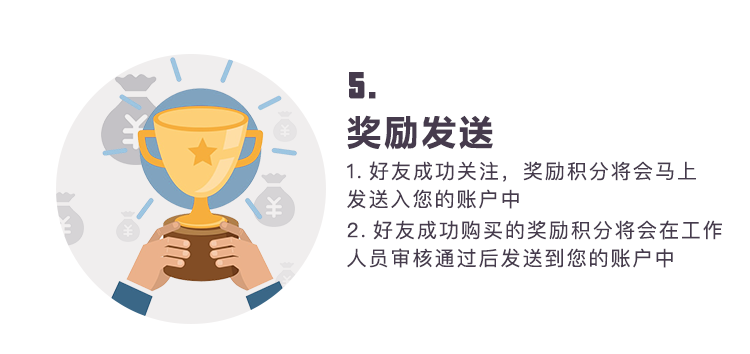 5.
奖励发送
1. 好友成功关注，奖励积分将会马上
发送入您的账户中
2. 好友成功购买的奖励积分将会在工作
人员审核通过后发送到您的账户中
¥
¥
¥
¥
¥